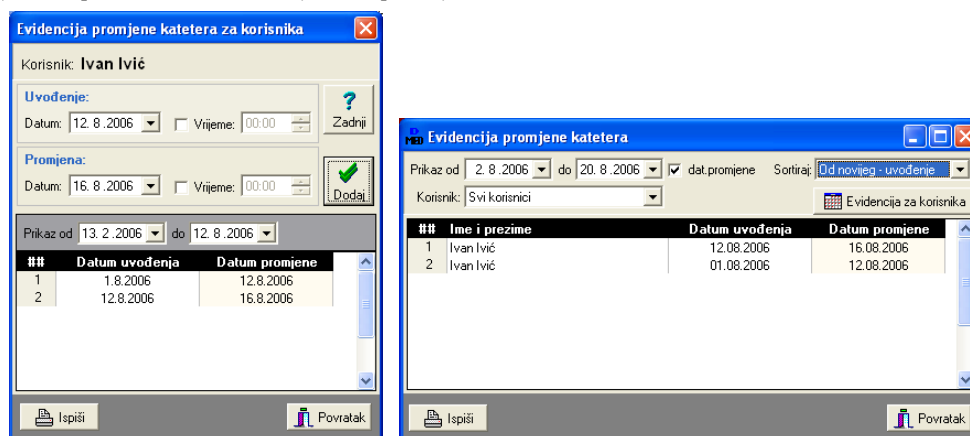 Evidencija promjene katetera za korisnika
Korisnik: Ivan Ivić
Uvođenje:
Datum: 12. 8 .2006 Vrijeme: 00:00
? Zadnji
Promjena:
Datum: 16. 8 .2006 Vrijeme: 00:00
Dodaj
Prikaz od 13. 2 .2006 do 12. 8 .2006
## Datum uvođenja Datum promjene
1 1.8.2006 12.8.2006
2 12.8.2006 16.8.2006
Ispiši Povratak
D MED Evidencija promjene katetera
Prikaz od 2. 8 .2006 do 20. 8 .2006 dat.promjene Sortiraj: Od novijeg - uvođenje
Korisnik: Svi korisnici Evidencija za korisnika
## Ime i prezime Datum uvođenja Datum promjene
1 Ivan Ivić 12.08.2006 16.08.2006
2 Ivan Ivić 01.08.2006 12.08.2006
Ispiši Povratak